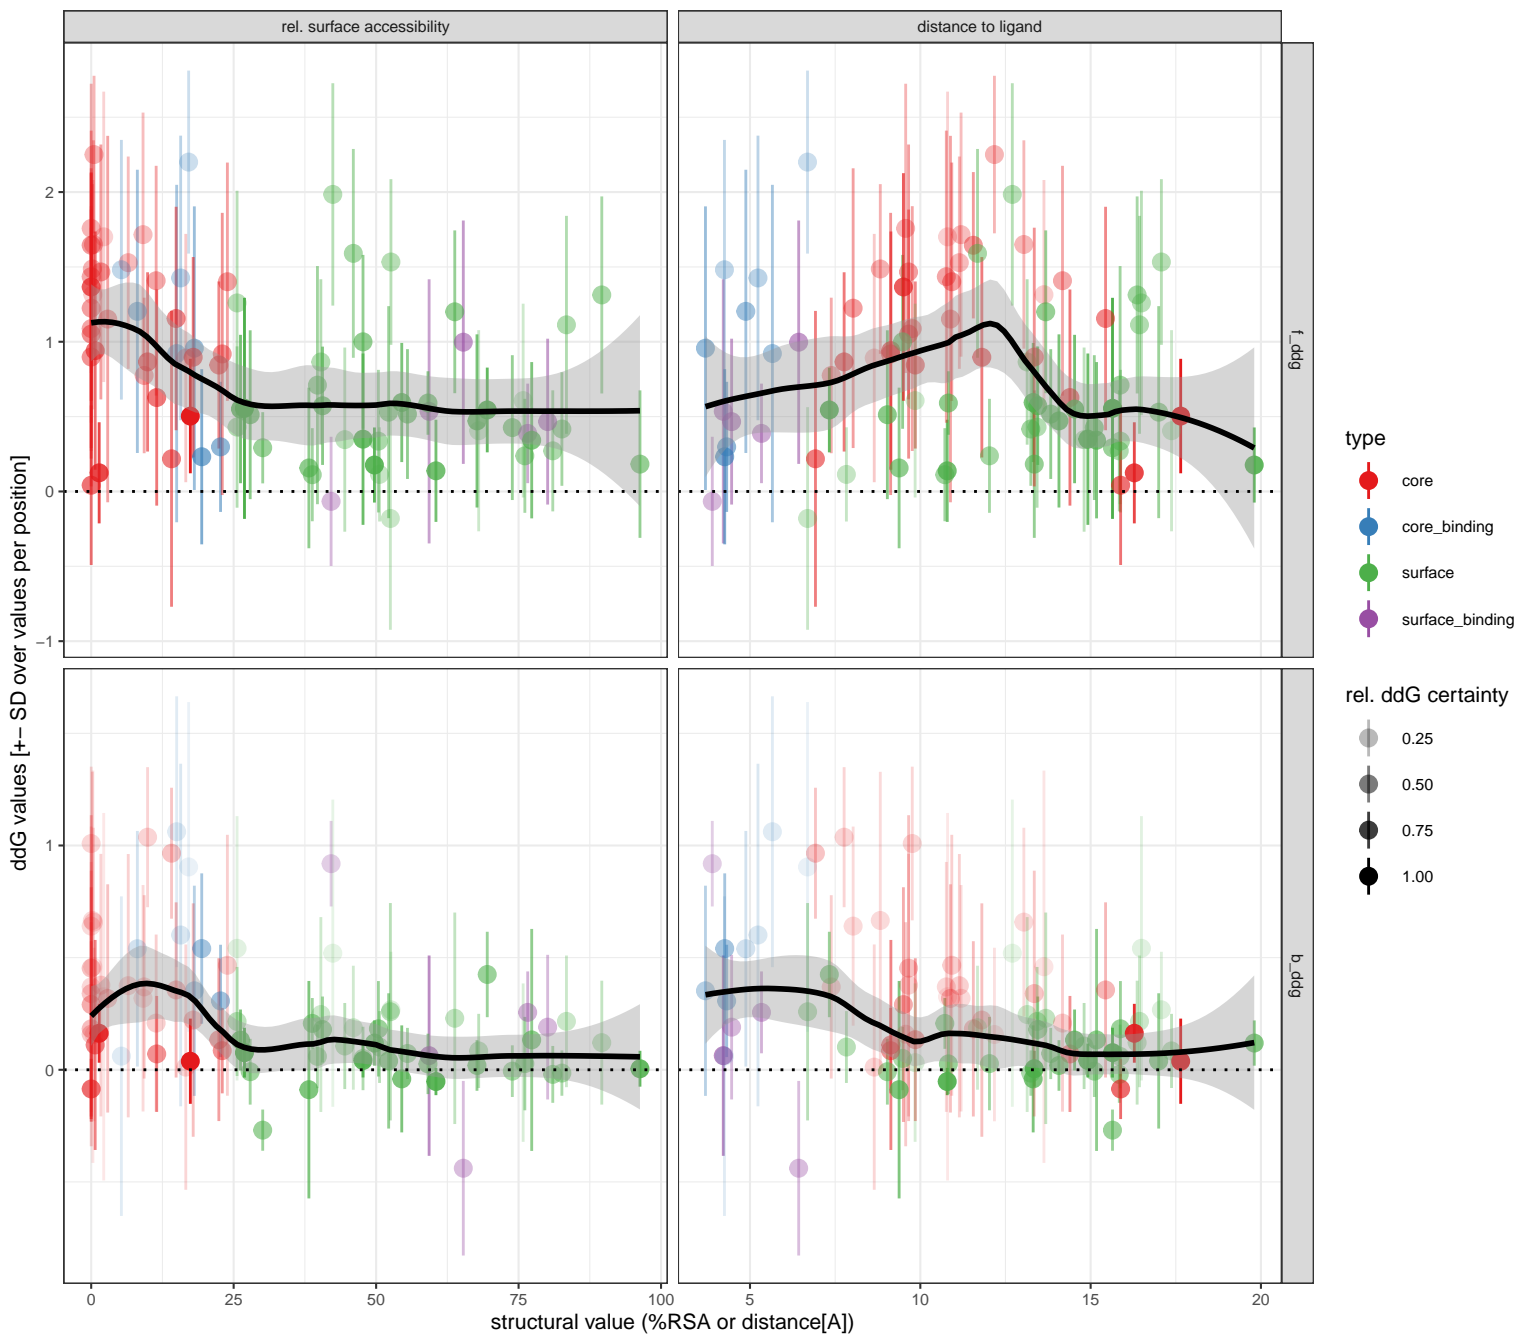 rel. surface accessibility
distance to ligand
f_ddg
b_ddg
ddG values [+− SD over values per position]
2
1
0
−1
1
0
0
25
50
75
100
5
10
15
20
structural value (%RSA or distance[A])
type
core
core_binding
surface
surface_binding
rel. ddG certainty
0.25
0.50
0.75
1.00